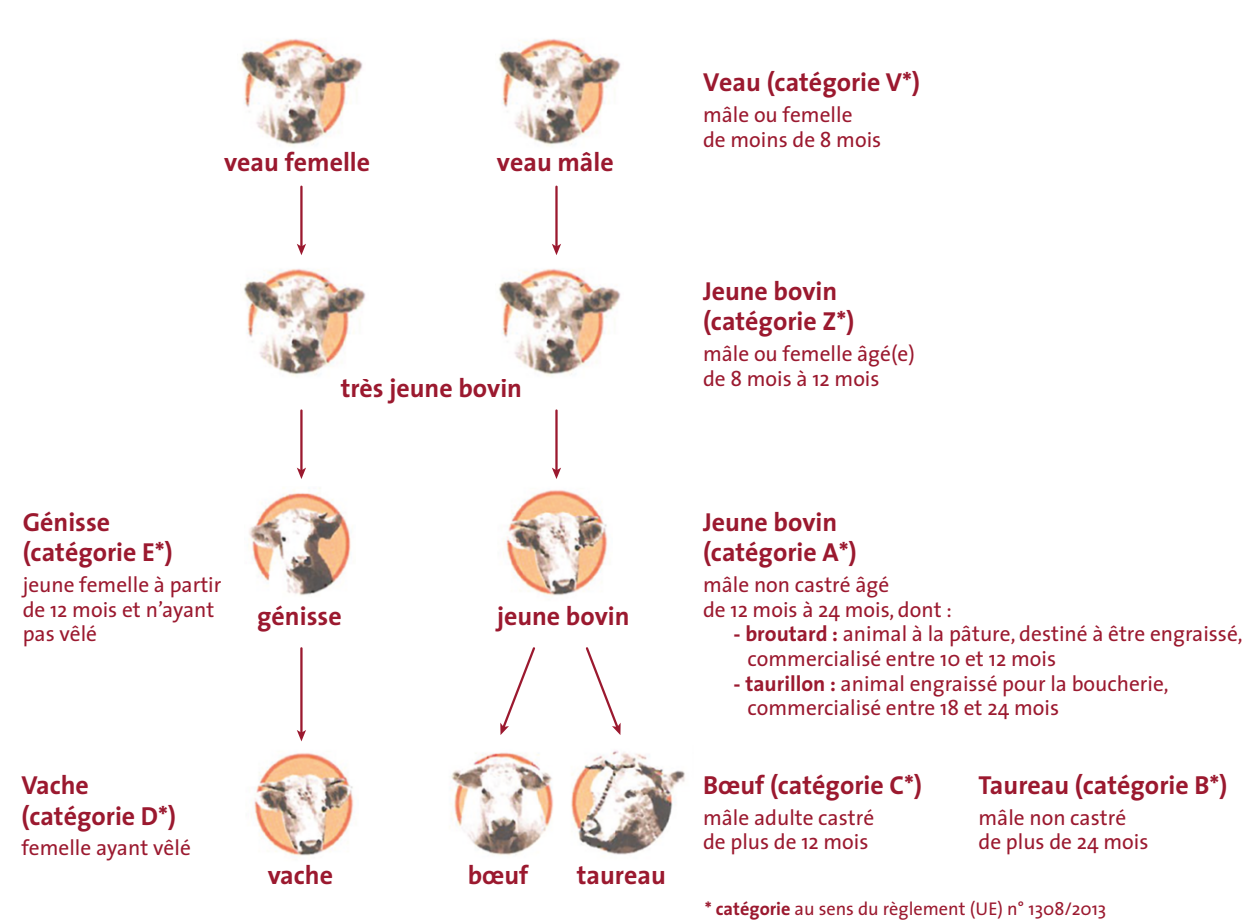 veau femelle
veau mâle
Veau (catégorie V*)
mâle ou femelle
de moins de 8 mois
très jeune bovin
Jeune bovin
(catégorie Z*)
mâle ou femelle âgé(e)
de 8 mois à 12 mois
Génisse
(catégorie E*)
jeune femelle à partir
de 12 mois et n’ayant
pas vêlé
génisse
jeune bovin
Jeune bovin
(catégorie A*)
mâle non castré âgé
de 12 mois à 24 mois, dont :
- broutard : animal à la pâture, destiné à être engraissé,
commercialisé entre 10 et 12 mois
- taurillon : animal engraissé pour la boucherie,
commercialisé entre 18 et 24 mois
Vache
(catégorie D*)
femelle ayant vêlé
vache
bœuf
taureau
Bœuf (catégorie C*)
mâle adulte castré
de plus de 12 mois
Taureau (catégorie B*)
mâle non castré
de plus de 24 mois
* catégorie au sens du règlement (UE) n° 1308/2013